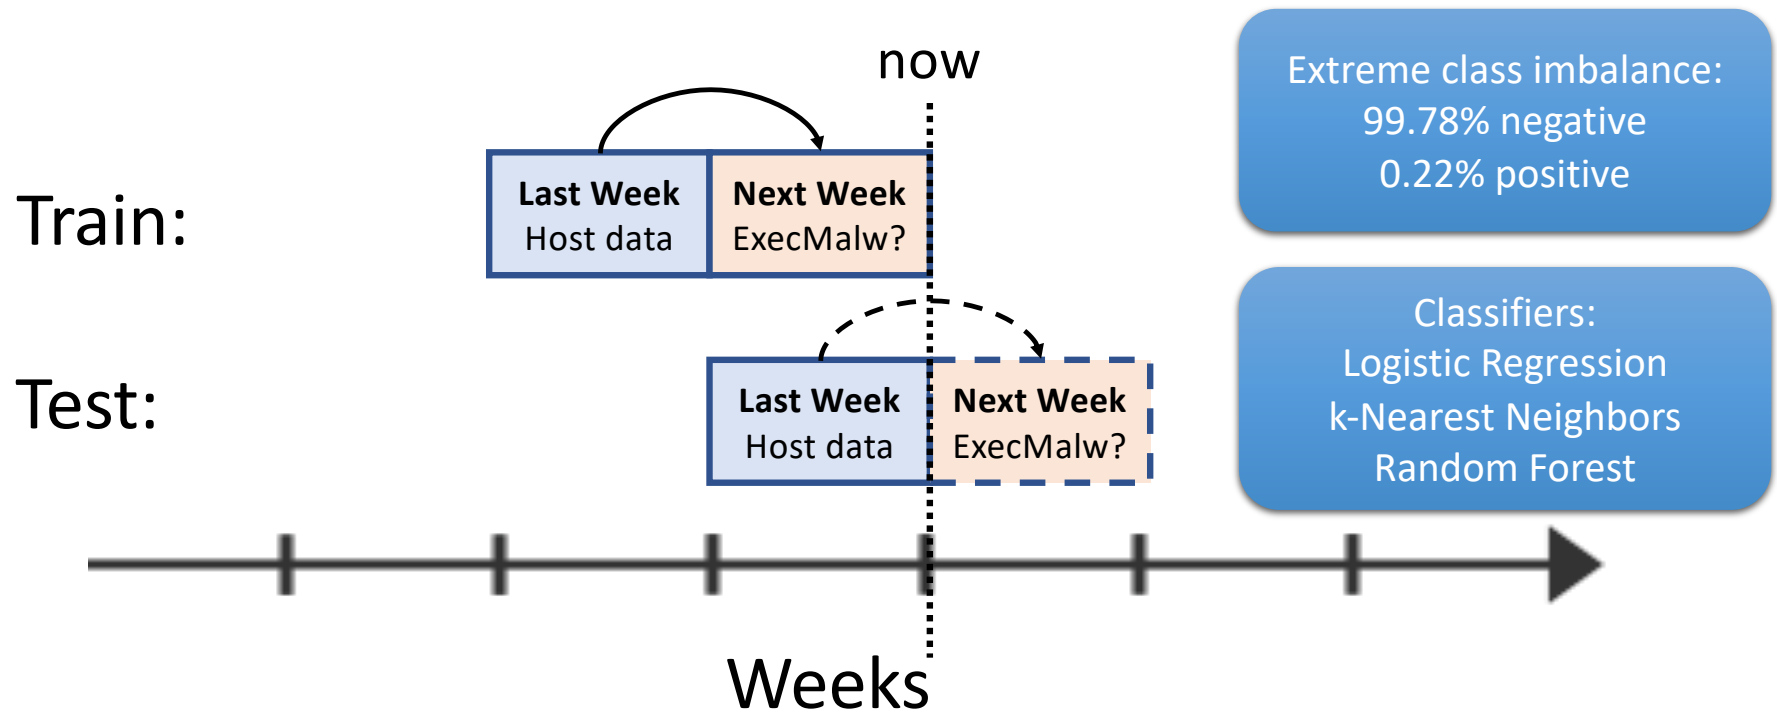 now
Train:
Last Week
Host data
Next Week
ExecMalw?
Test:
Last Week
Host data
Next Week
ExecMalw?
Weeks
Extreme class imbalance:
99.78% negative
0.22% positive
Classifiers:
Logistic Regression
k-Nearest Neighbors
Random Forest